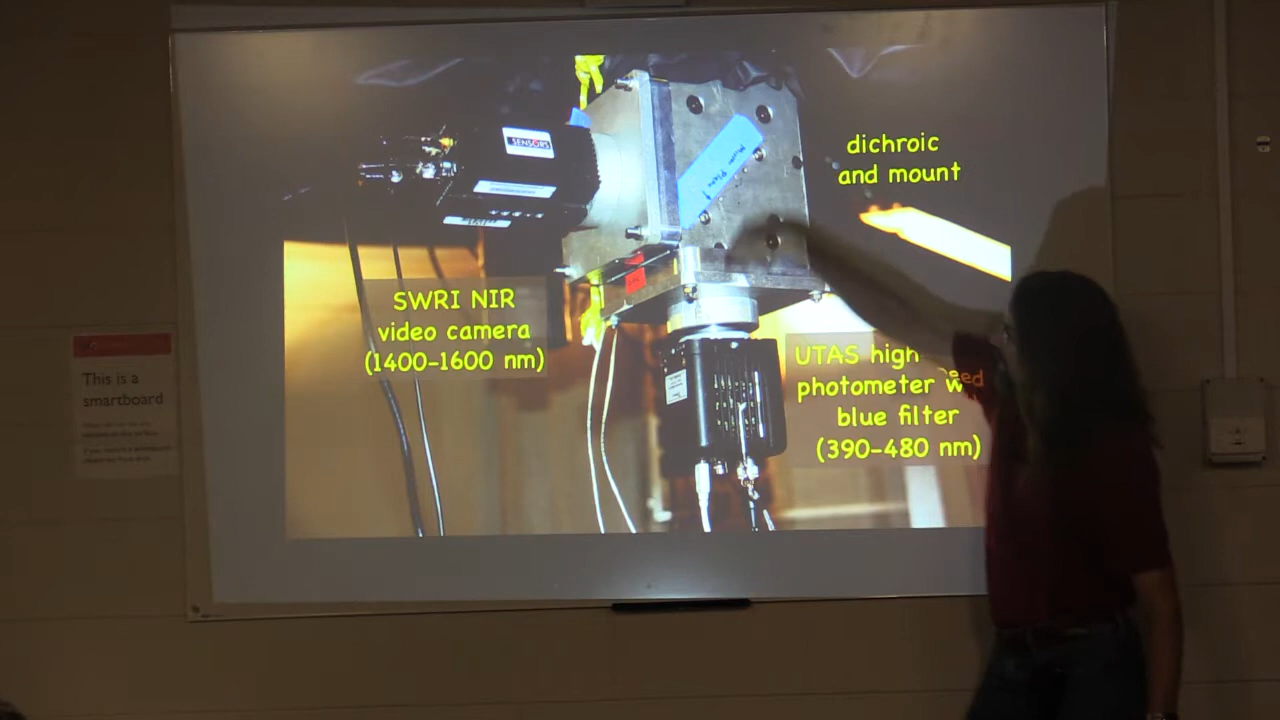 SENSORS
dichroic
and mount
SWRI NIR
video camera
(1400-1600 nm)
UTAS high
photometer w
blue filter
(390-480 nm)
This is a
smartboard